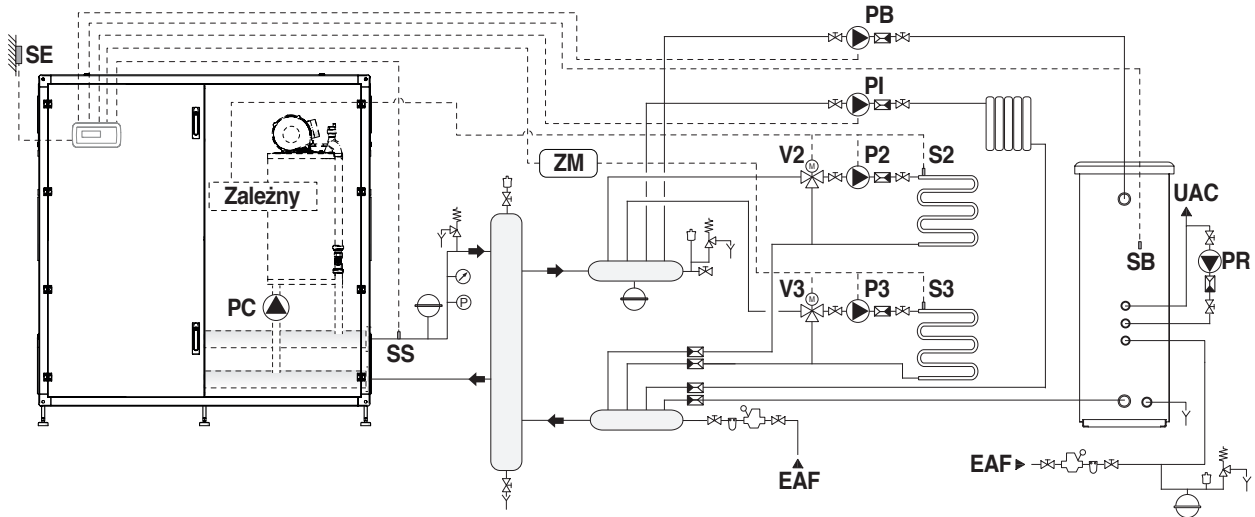 PB
SE
PI
V2
M
P2
S2
ZM
Zależny
UAC
SB
PR
V3
M
P3
S3
PC
P
SS
EAF
EAF